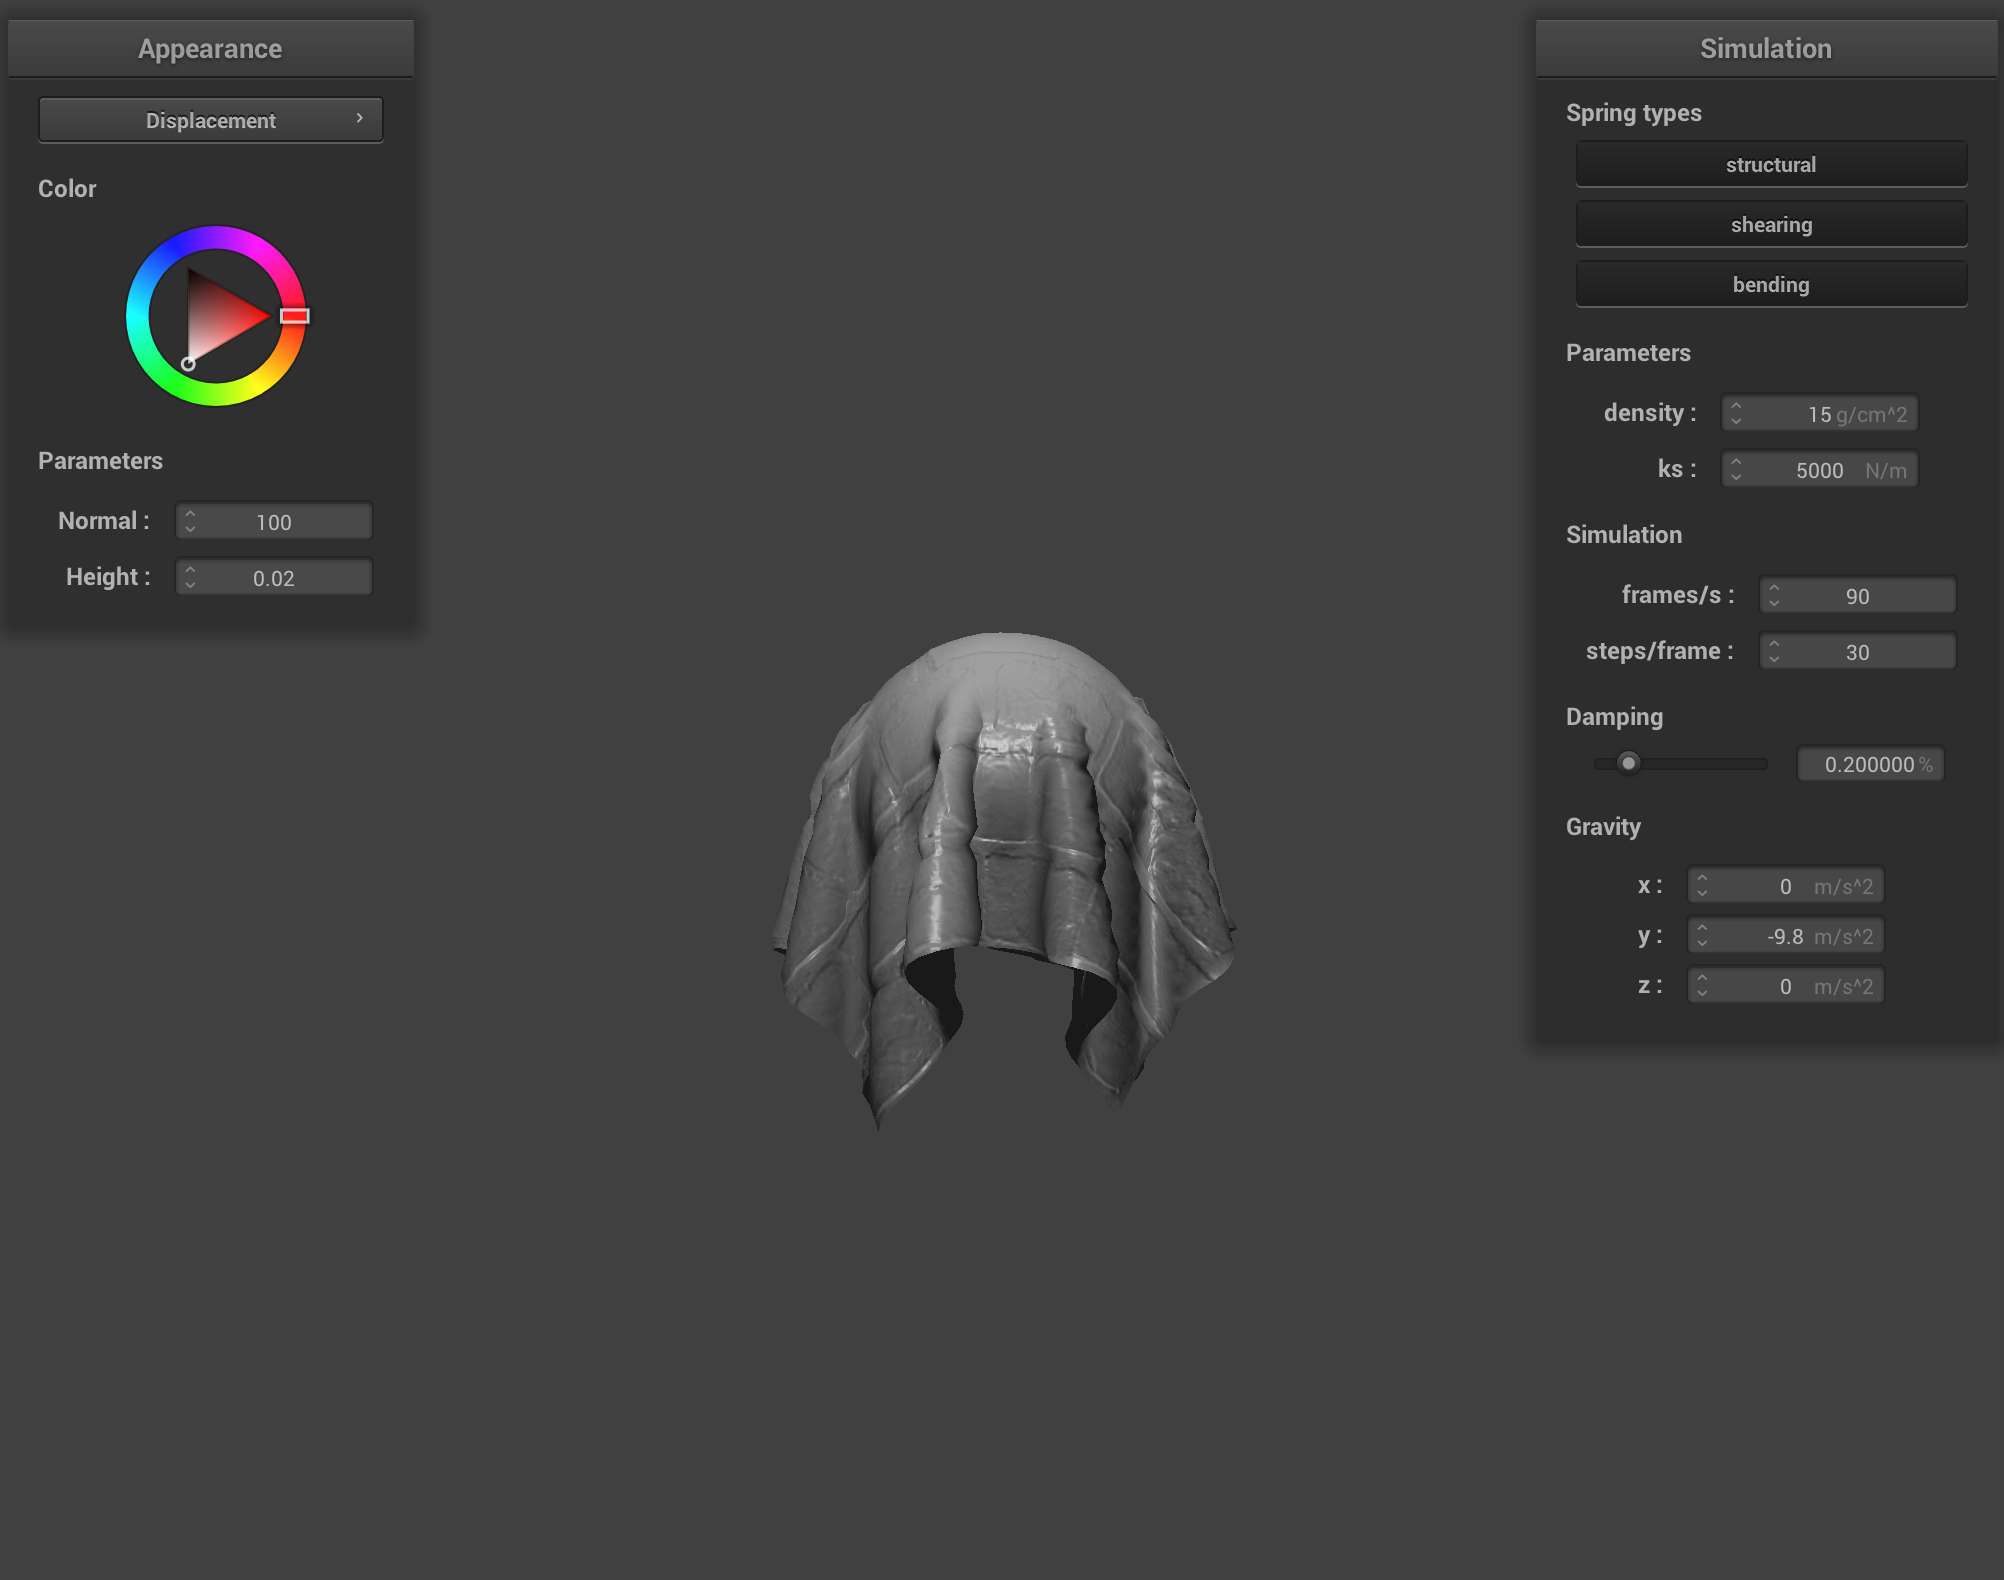 Appearance
Displacement
Color
Parameters
Normal : 100
Height : 0.02
Simulation
Spring types
structural
shearing
bending
Parameters
density : 15 g/cm^2
ks : 5000 N/m
Simulation
frames/s : 90
steps/frame : 30
Damping
0.200000 %
Gravity
x : 0 m/s^2
y : -9.8 m/s^2
z : 0 m/s^2